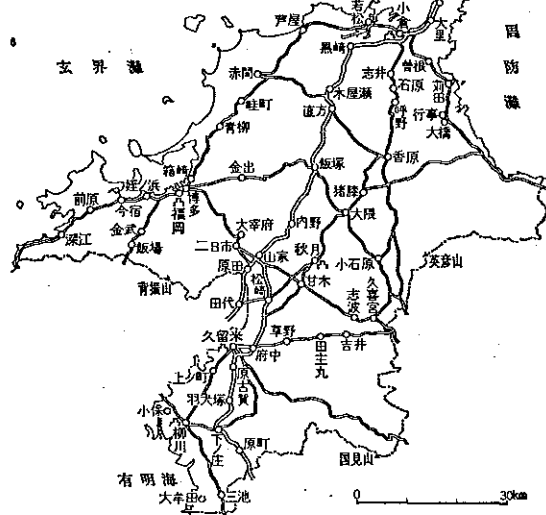 若松
小倉
大里
芦屋
黒崎
周防灘
玄界灘
赤間
志井
曽根
石原
苅田
木屋瀬
呼野
行事
大橋
畦町
直方
青柳
香原
箱崎
金出
飯塚
猪膝
姪浜
博多
福岡
前原
今宿
大隈
金武
大宰府
内野
深江
飯場
二日市
秋月
山家
小石原
英彦山
原田
背振山
松崎
甘木
久喜宮
田代
志波
久留米
草野
吉井
府中
田主丸
上ノ町
原古賀
羽犬塚
小保
柳川
下ノ庄
原町
国見山
有明海
大牟田
三池
0
30km